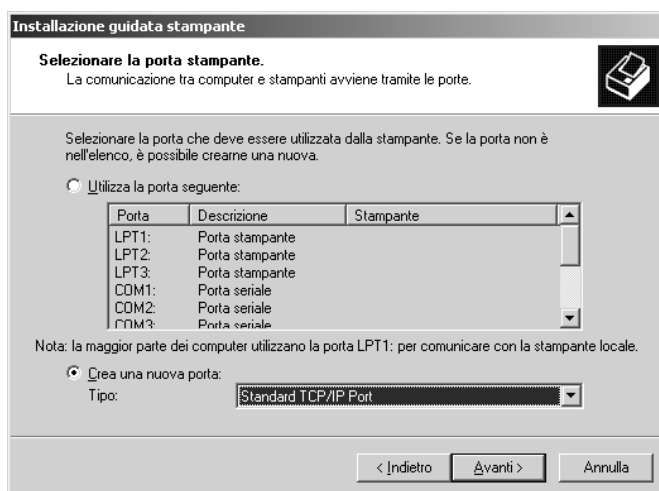 Installazione guidata stampante
Selezionare la porta stampante.
La comunicazione tra computer e stampanti avviene tramite le porte.
Selezionare la porta che deve essere utilizzata dalla stampante. Se la porta non è
nell'elenco, è possibile crearne una nuova.
Utilizza la porta seguente:
Porta Descrizione Stampante
LPT1: Porta stampante
LPT2: Porta stampante
LPT3: Porta stampante
COM1: Porta seriale
COM2: Porta seriale
COM3: Porta seriale
Nota: la maggior parte dei computer utilizzano la porta LPT1: per comunicare con la stampante locale.
Crea una nuova porta:
Tipo: Standard TCP/IP Port
< Indietro Avanti > Annulla